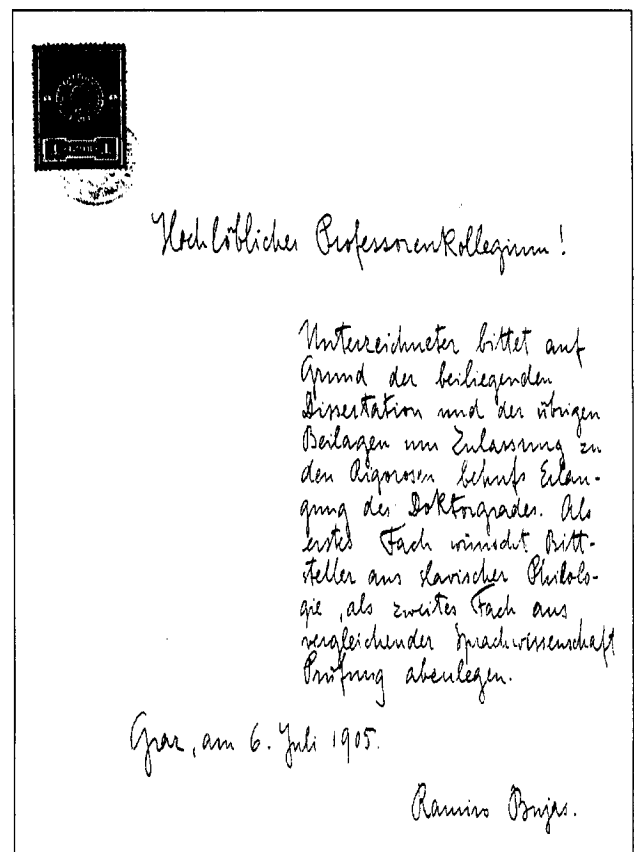 Hochlöbliches Professorenkollegium!
Unterzeichneter bittet auf
Grund der beiliegenden
Dissertation und der übrigen
Beilagen um Zulassung zu
den Rigorosen behufs Erlan-
gung des Doktorgrades. Als
erstes Fach wünscht Bitt-
steller aus slavischer Philolo-
gie, als zweites Fach aus
vergleichender Sprachwissenschaft
Prüfung abzulegen.
Graz, am 6. Juli 1905.
Ramiro Bujas.